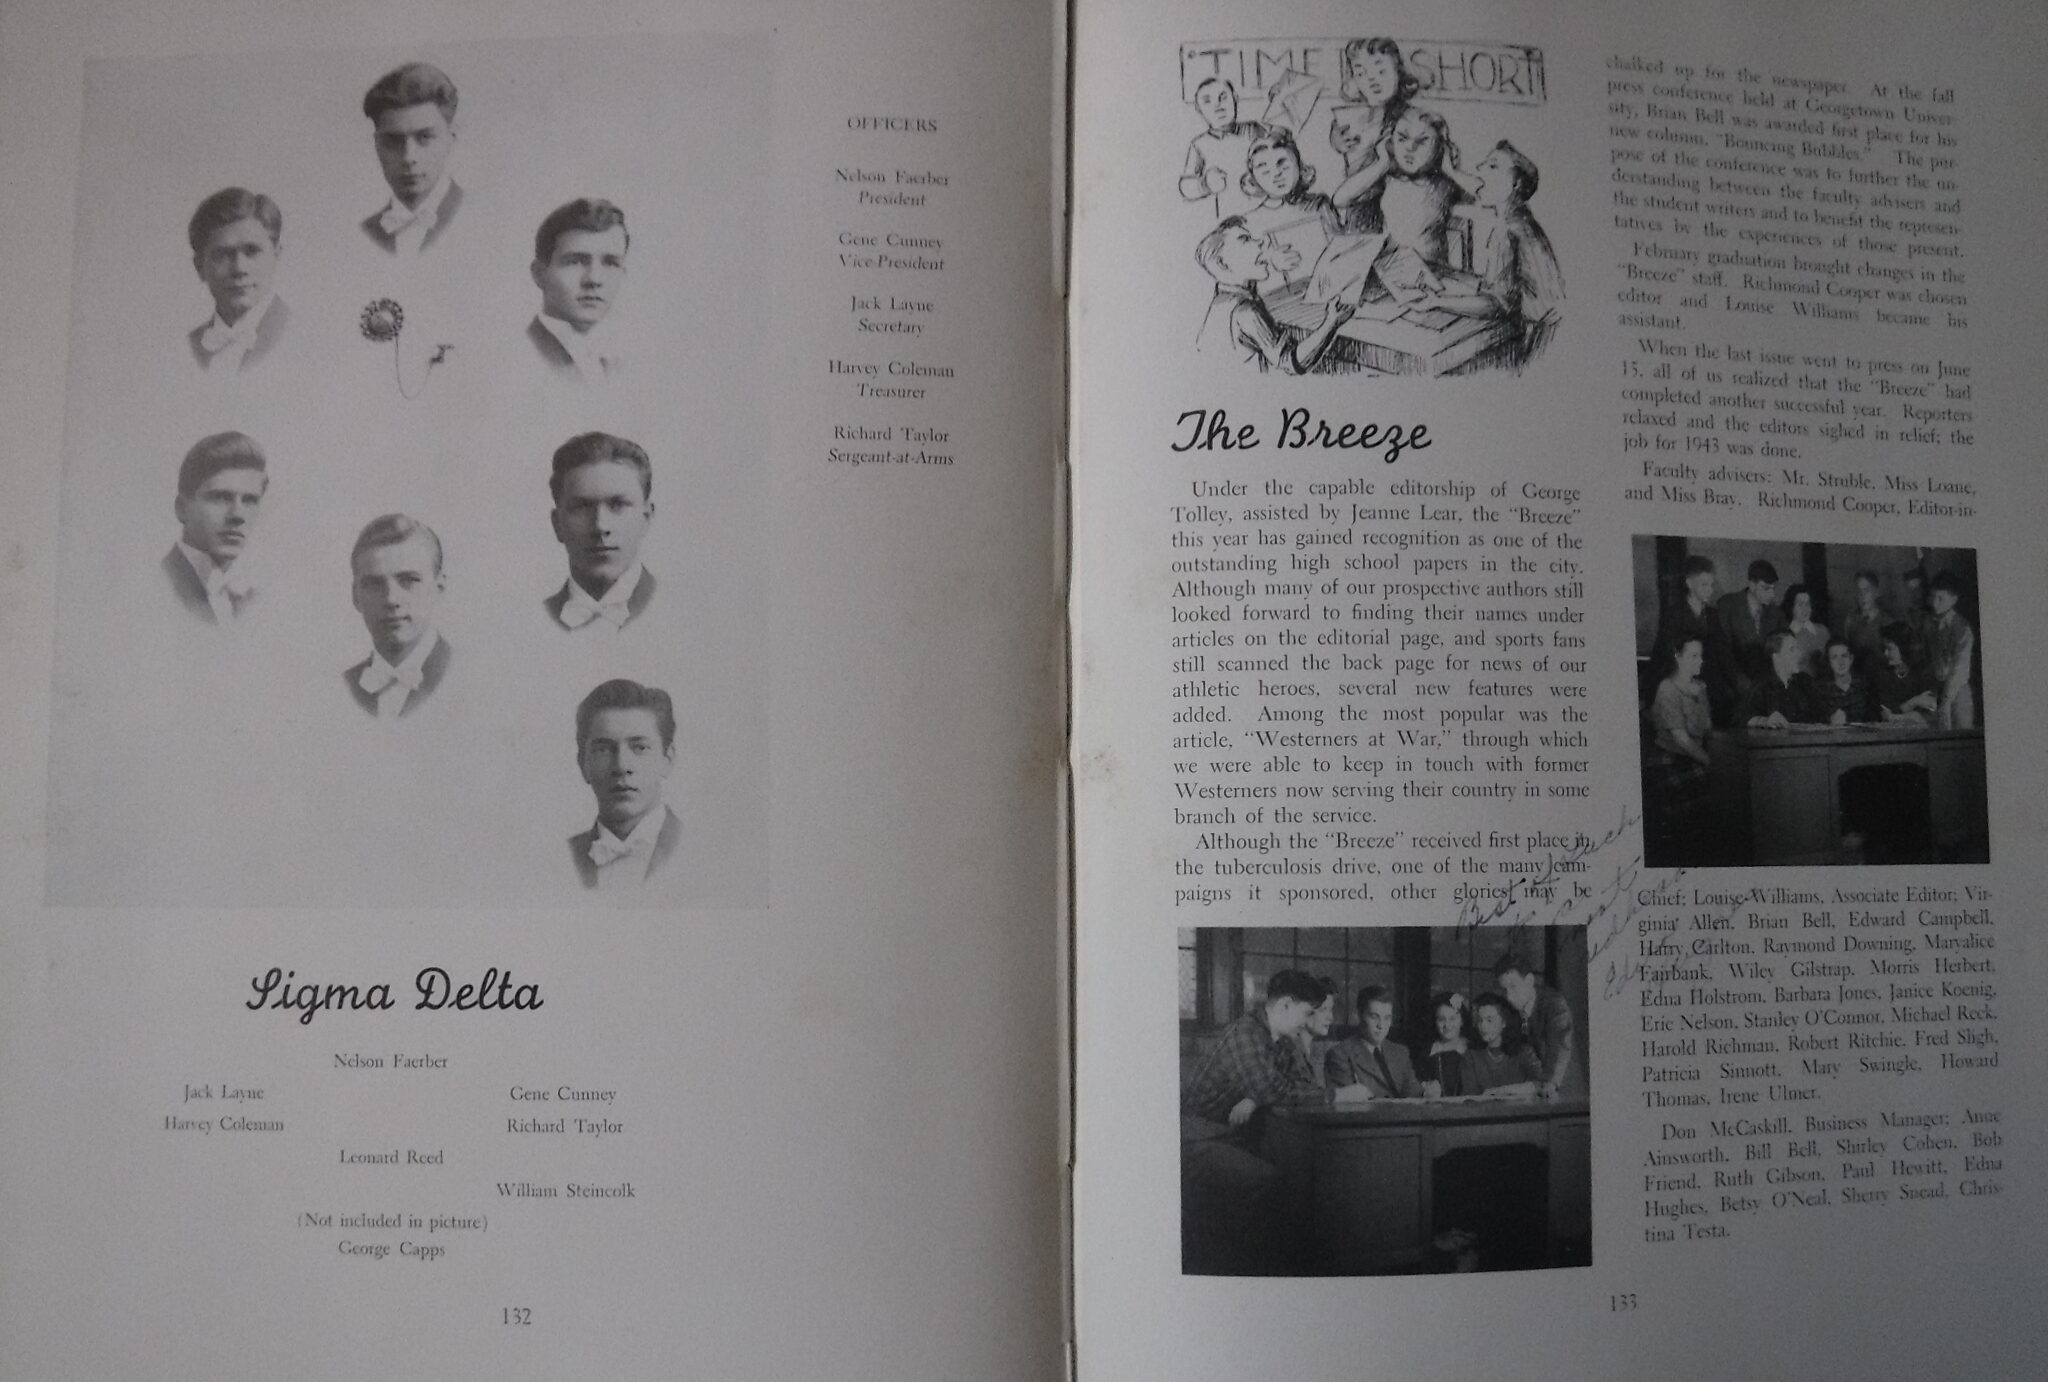 OFFICERS
Nelson Faerber
President
Gene Cunney
Vice-President
Jack Layne
Secretary
Harvey Coleman
Treasurer
Richard Taylor
Sergeant-at-Arms
Sigma Delta
Nelson Faerber
Jack Layne
Gene Cunney
Harvey Coleman
Richard Taylor
Leonard Reed
William Steincolk
(Not included in picture)
George Capps
132
TIME SHORT
The Breeze
Under the capable editorship of George
Tolley, assisted by Jeanne Lear, the "Breeze"
this year has gained recognition as one of the
outstanding high school papers in the city.
Although many of our prospective authors still
looked forward to finding their names under
articles on the editorial page, and sports fans
still scanned the back page for news of our
athletic heroes, several new features were
added. Among the most popular was the
article, "Westerners at War," through which
we were able to keep in touch with former
Westerners now serving their country in some
branch of the service.
Although the "Breeze" received first place in
the tuberculosis drive, one of the many cam-
paigns it sponsored, other glories may be
chalked up for the newspaper. At the fall
press conference held at Georgetown Univer-
sity, Brian Bell was awarded first place for his
new column, "Bouncing Bubbles." The pur-
pose of the conference was to further the un-
derstanding between the faculty advisers and
the student writers and to benefit the represen-
tatives by the experiences of those present.
February graduation brought changes in the
"Breeze" staff. Richmond Cooper was chosen
editor and Louise Williams became his
assistant.
When the last issue went to press on June
15, all of us realized that the "Breeze" had
completed another successful year. Reporters
relaxed and the editors sighed in relief; the
job for 1943 was done.
Faculty advisers: Mr. Struble, Miss Loane,
and Miss Bray. Richmond Cooper, Editor-in-
Chief; Louise Williams, Associate Editor; Vir-
ginia Allen, Brian Bell, Edward Campbell,
Harry Carlton, Raymond Downing, Maryalice
Fairbank, Wiley Gilstrap, Morris Herbert,
Edna Holstrom, Barbara Jones, Janice Koenig,
Eric Nelson, Stanley O'Connor, Michael Reck,
Harold Richman, Robert Ritchie, Fred Sligh,
Patricia Sinnott, Mary Swingle, Howard
Thomas, Irene Ulmer.
Don McCaskill, Business Manager; Anne
Ainsworth, Bill Bell, Shirley Cohen, Bob
Friend, Ruth Gibson, Paul Hewitt, Edna
Hughes, Betsy O'Neal, Sherry Snead, Chris-
tina Testa.
Best of Luck
133